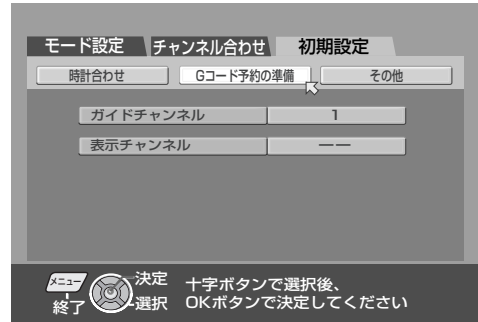 モード設定 チャンネル合わせ 初期設定
時計合わせ Gコード予約の準備 その他
ガイドチャンネル 1
表示チャンネル ーー
メニュー 決定 十字ボタンで選択後、
終了 選択 OKボタンで決定してください